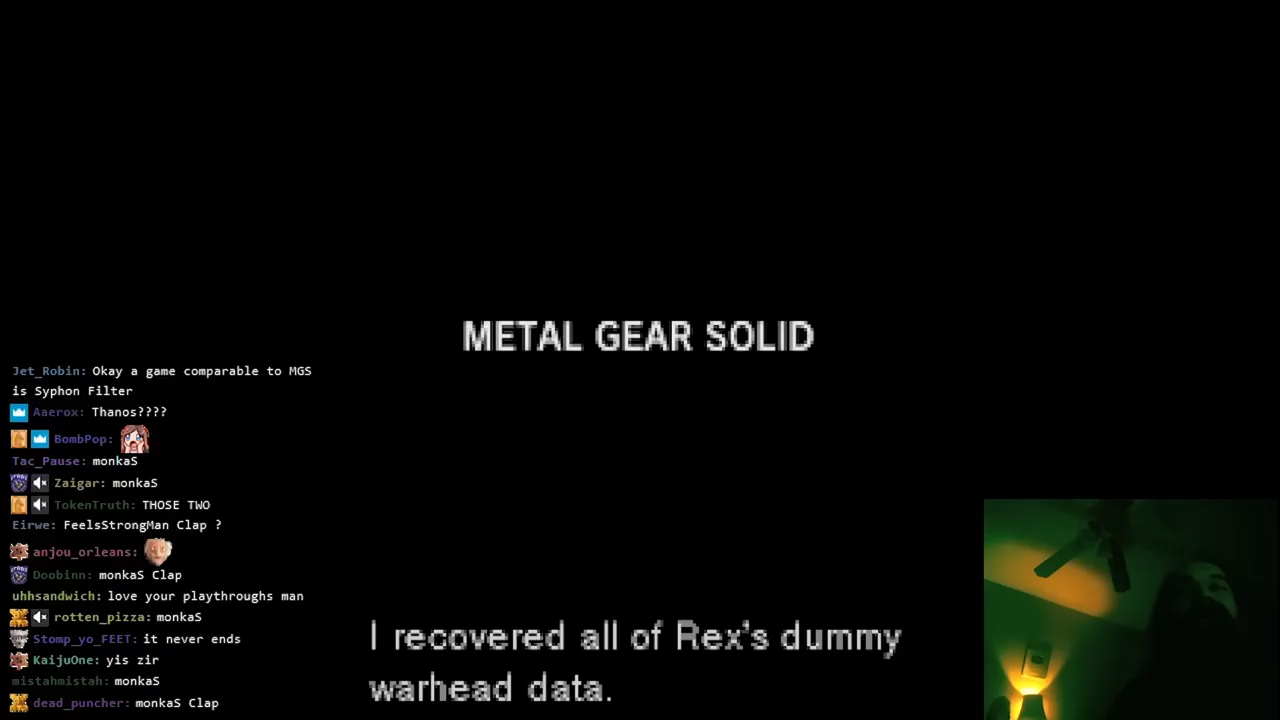 METAL GEAR SOLID
Jet_Robin: Okay a game comparable to MGS
is Syphon Filter
Aaerox: Thanos????
BombPop:
Tac_Pause: monkaS
Zaigar: monkaS
TokenTruth: THOSE TWO
Eirwe: FeelsStrongMan Clap ?
anjou_orleans:
Doobinn: monkaS Clap
uhhsandwich: love your playthroughs man
rotten_pizza: monkaS
Stomp_yo_FEET: it never ends
KaijuOne: yis zir
mistahmistah: monkaS
dead_puncher: monkaS Clap
I recovered all of Rex's dummy
warhead data.